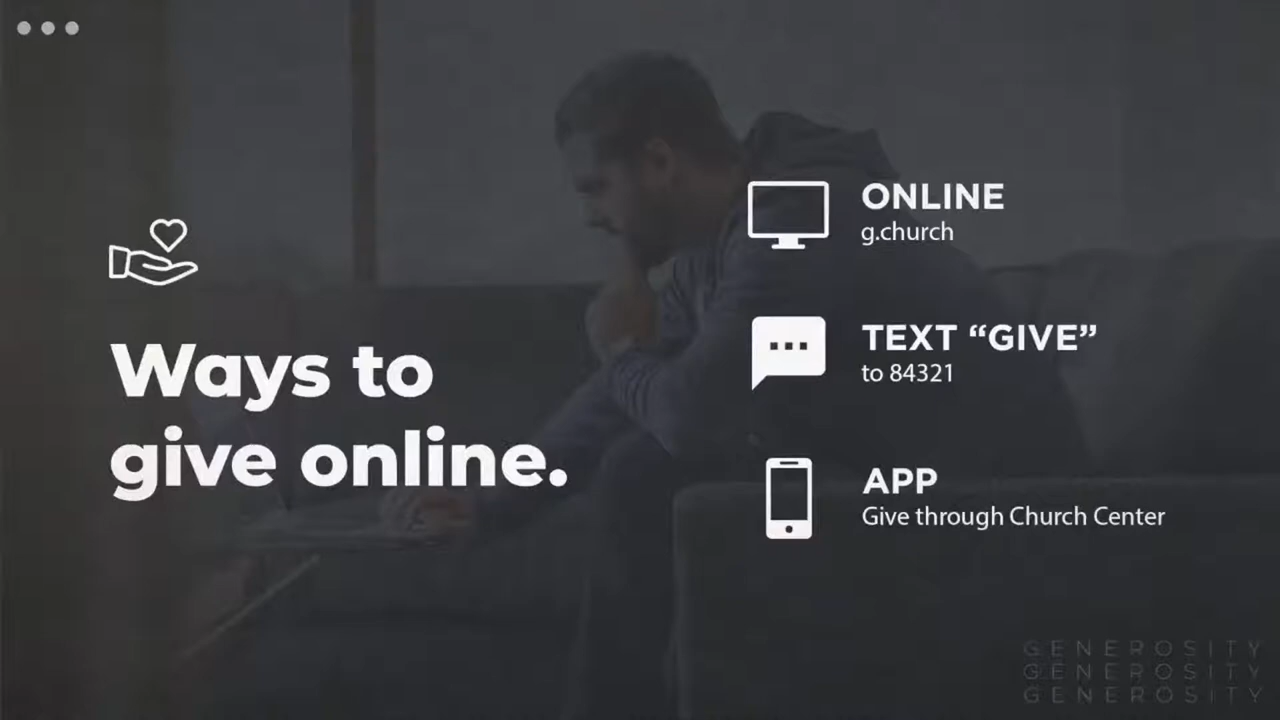 Ways to
give online.
ONLINE
g.church
TEXT “GIVE”
to 84321
APP
Give through Church Center
GENEROSITY
GENEROSITY
GENEROSITY